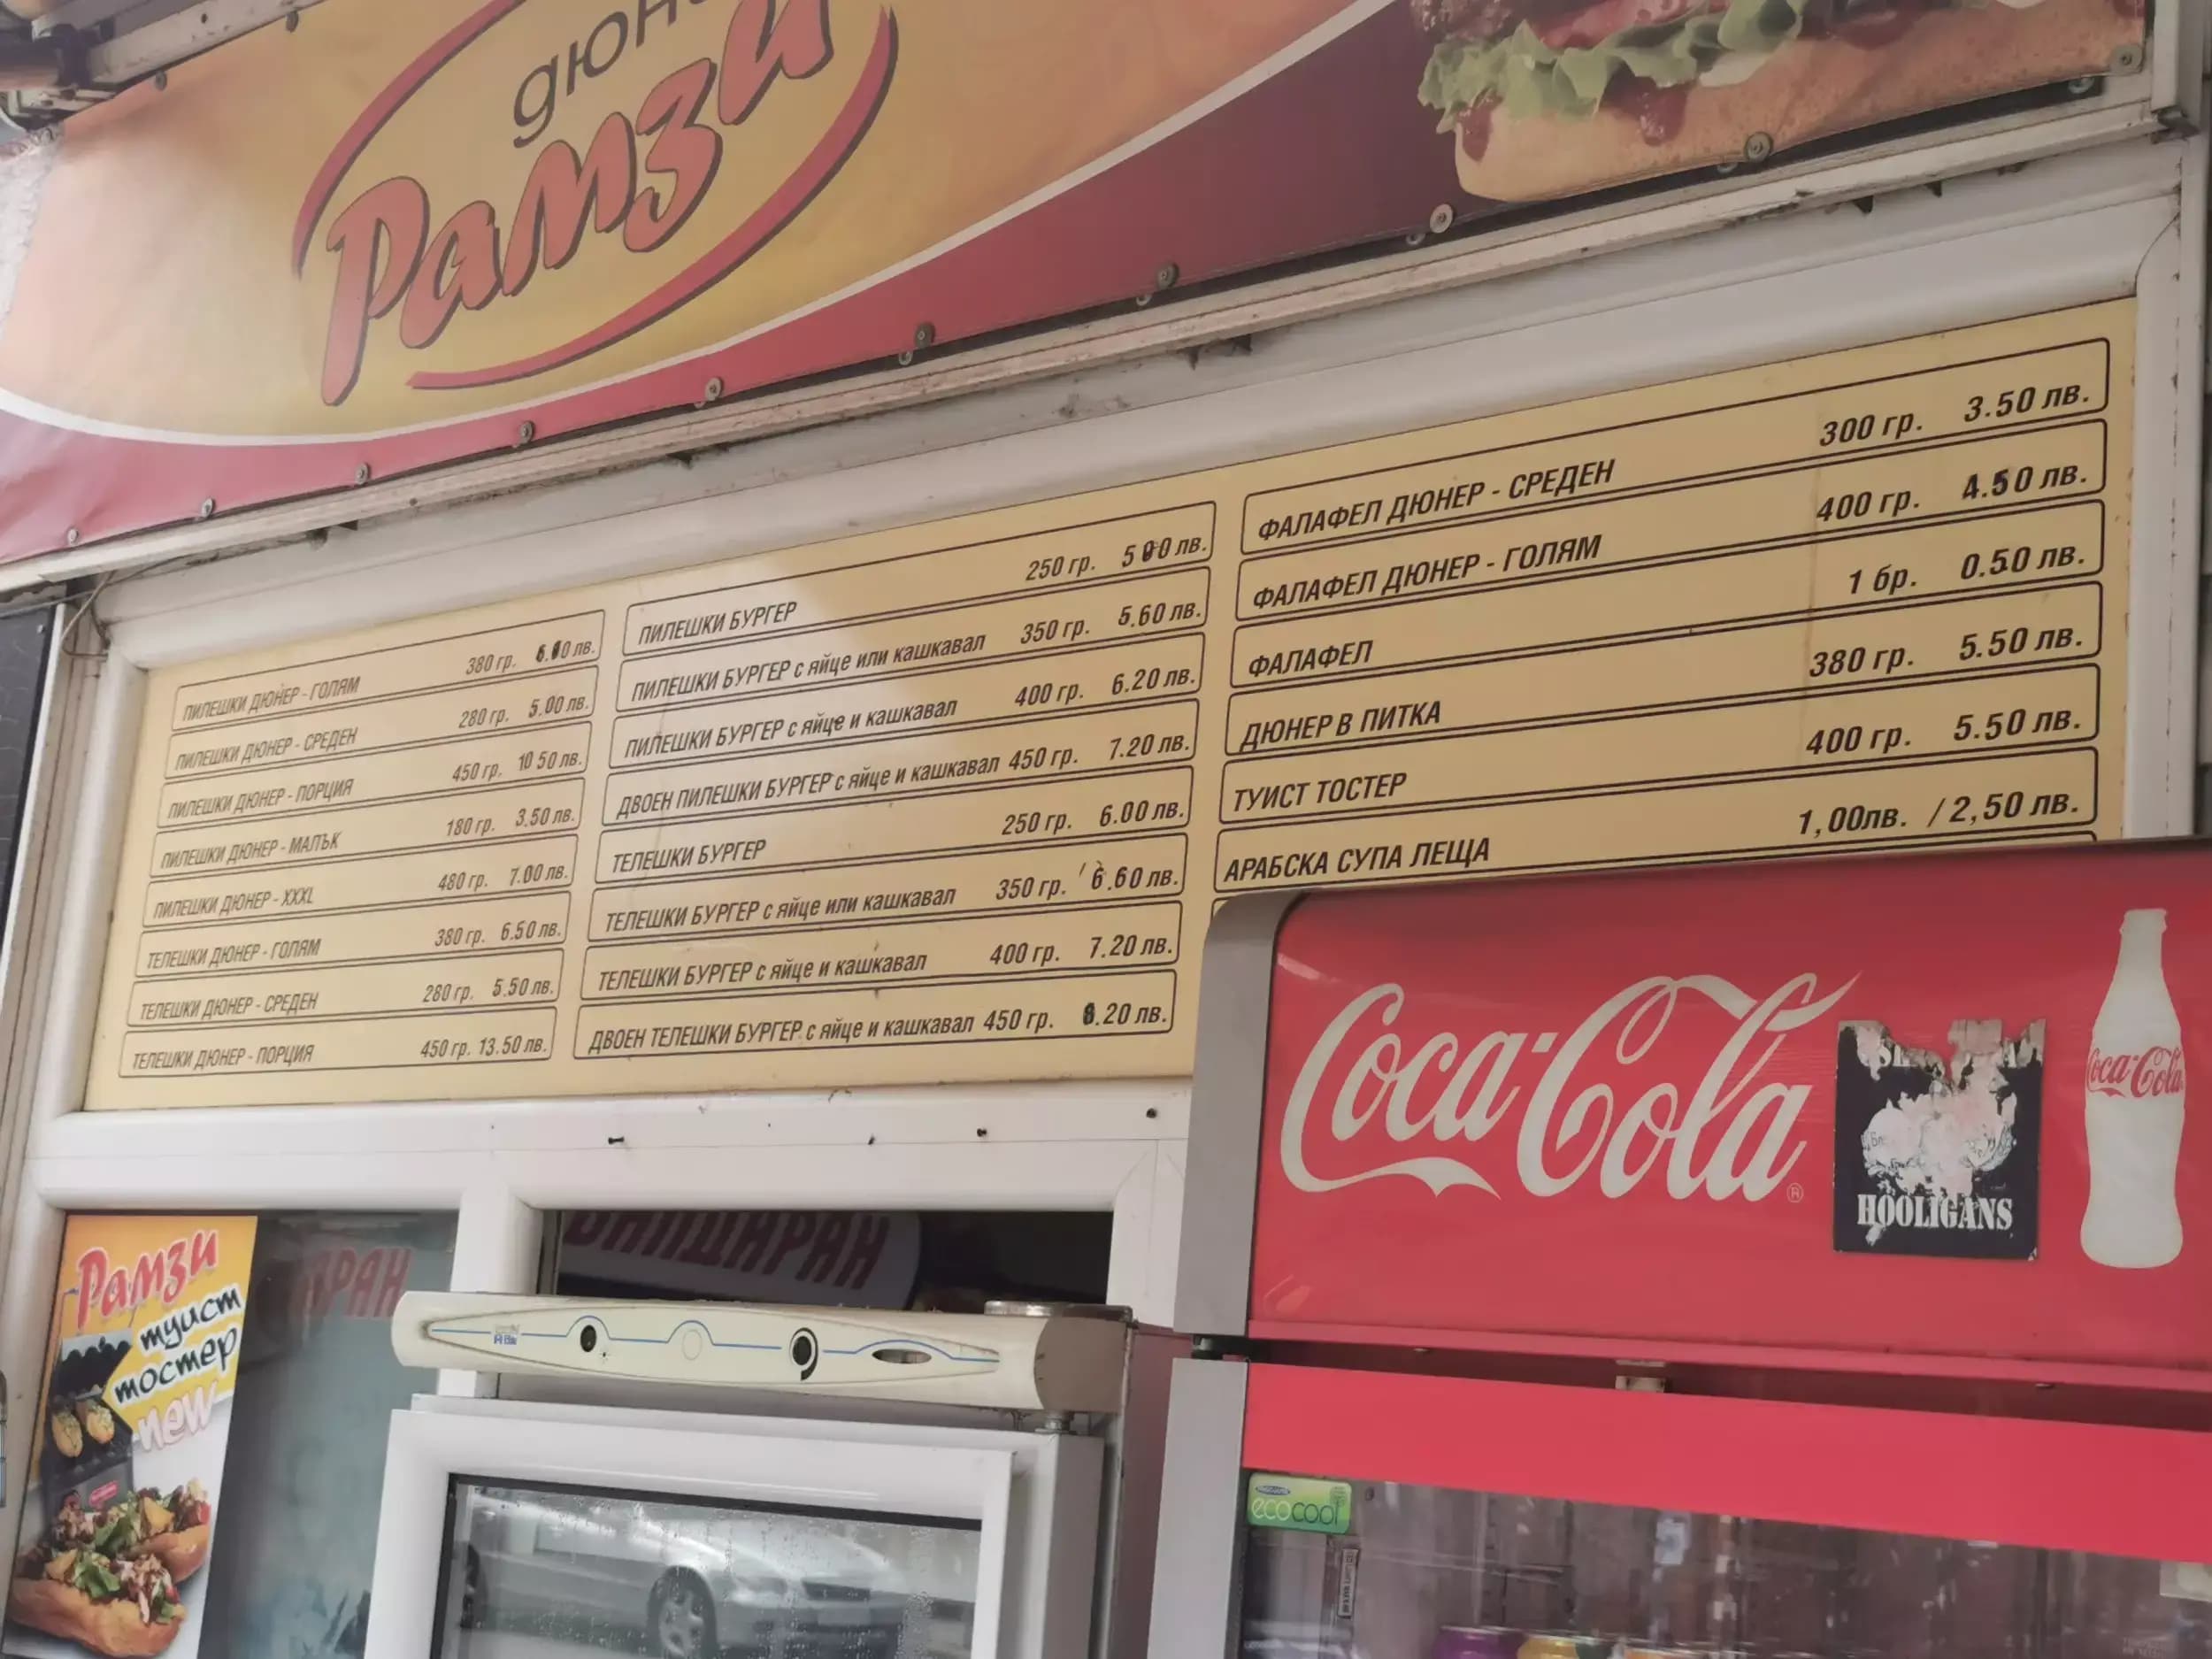 Рамзи
ПИЛЕШКИ ДЮНЕР - ГОЛЯМ 380 гр. 6.00 лв.
ПИЛЕШКИ ДЮНЕР - СРЕДЕН 280 гр. 5.00 лв.
ПИЛЕШКИ ДЮНЕР - ПОРЦИЯ 450 гр. 10 50 лв.
ПИЛЕШКИ ДЮНЕР - МАЛЪК 180 гр. 3.50 лв.
ПИЛЕШКИ ДЮНЕР - XXXL 480 гр. 7.00 лв.
ТЕЛЕШКИ ДЮНЕР - ГОЛЯМ 380 гр. 6.50 лв.
ТЕЛЕШКИ ДЮНЕР - СРЕДЕН 280 гр. 5.50 лв.
ТЕЛЕШКИ ДЮНЕР - ПОРЦИЯ 450 гр. 13.50 лв.
ПИЛЕШКИ БУРГЕР 250 гр. 5 00 лв.
ПИЛЕШКИ БУРГЕР с яйце или кашкавал 350 гр. 5.60 лв.
ПИЛЕШКИ БУРГЕР с яйце и кашкавал 400 гр. 6.20 лв.
ДВОЕН ПИЛЕШКИ БУРГЕР с яйце и кашкавал 450 гр. 7.20 лв.
ТЕЛЕШКИ БУРГЕР 250 гр. 6.00 лв.
ТЕЛЕШКИ БУРГЕР с яйце или кашкавал 350 гр. 6.60 лв.
ТЕЛЕШКИ БУРГЕР с яйце и кашкавал 400 гр. 7.20 лв.
ДВОЕН ТЕЛЕШКИ БУРГЕР с яйце и кашкавал 450 гр. 8.20 лв.
ФАЛАФЕЛ ДЮНЕР - СРЕДЕН 300 гр. 3.50 лв.
ФАЛАФЕЛ ДЮНЕР - ГОЛЯМ 400 гр. 4.50 лв.
ФАЛАФЕЛ 1 бр. 0.50 лв.
ДЮНЕР В ПИТКА 380 гр. 5.50 лв.
ТУИСТ ТОСТЕР 400 гр. 5.50 лв.
АРАБСКА СУПА ЛЕЩА 1,00лв. / 2,50 лв.
Coca-Cola
Coca-Cola
HOOLIGANS
Рамзи
туист
тостер
new
ecocool